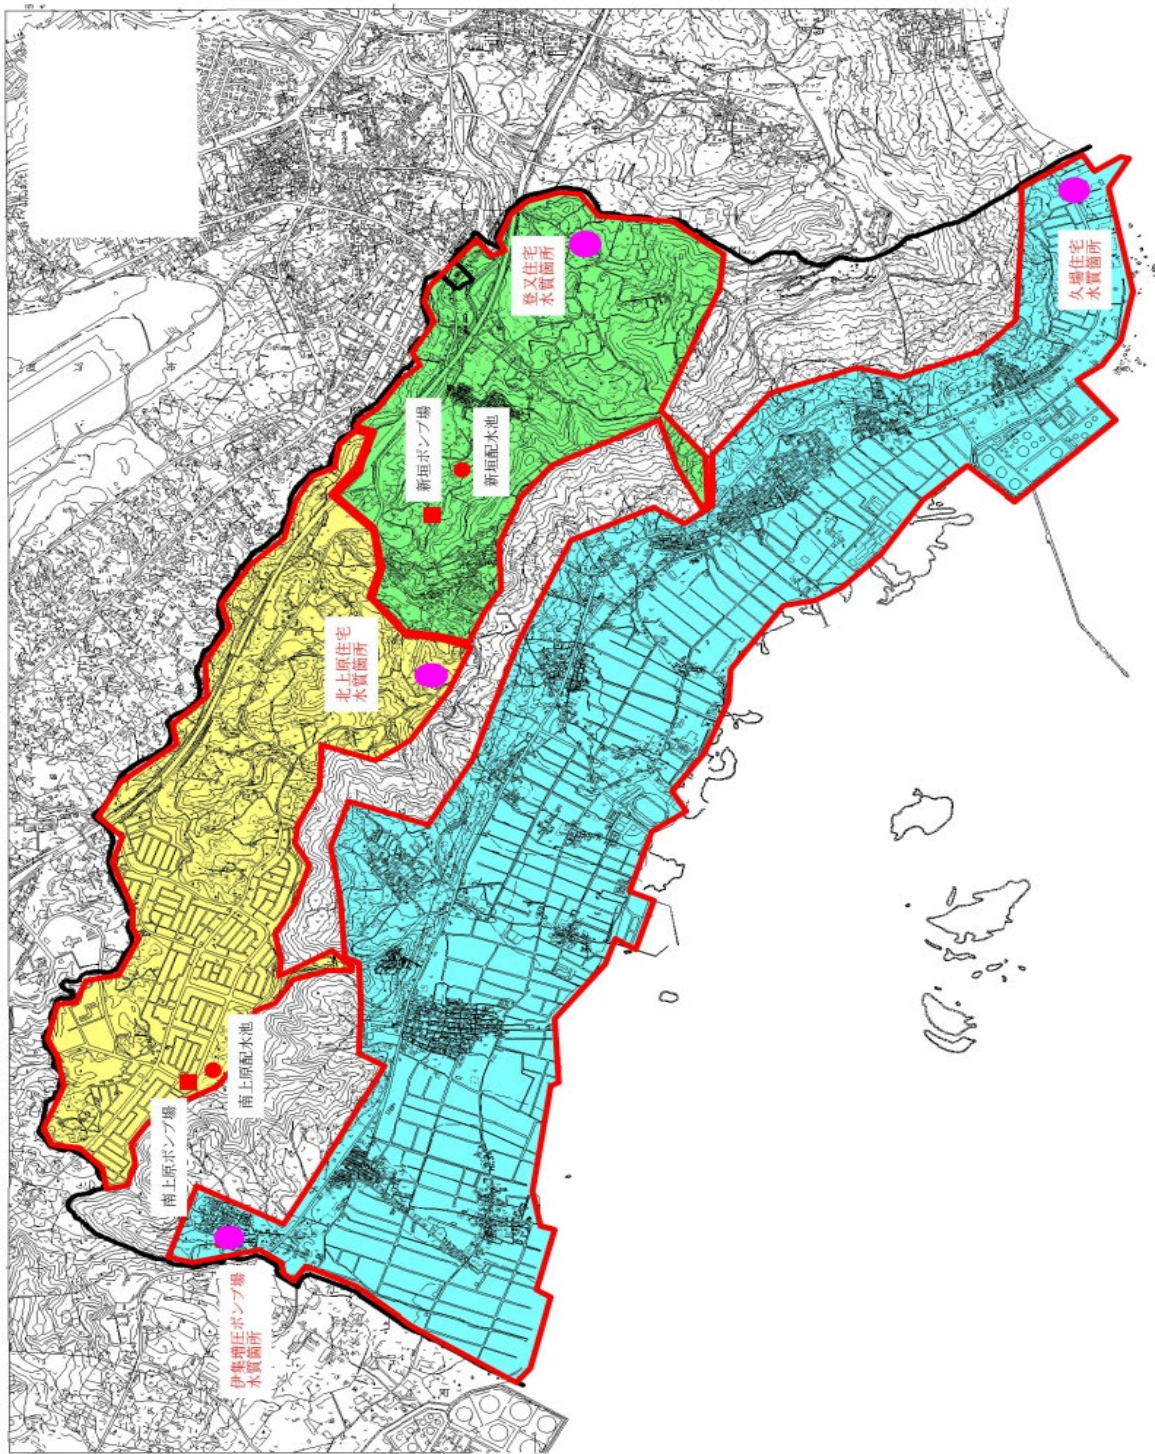 登又住宅
水質箇所
久場住宅
水質箇所
新垣ポンプ場
新垣配水池
北上原住宅
水質箇所
南上原配水池
南上原ポンプ場
伊集増圧ポンプ場
水質箇所